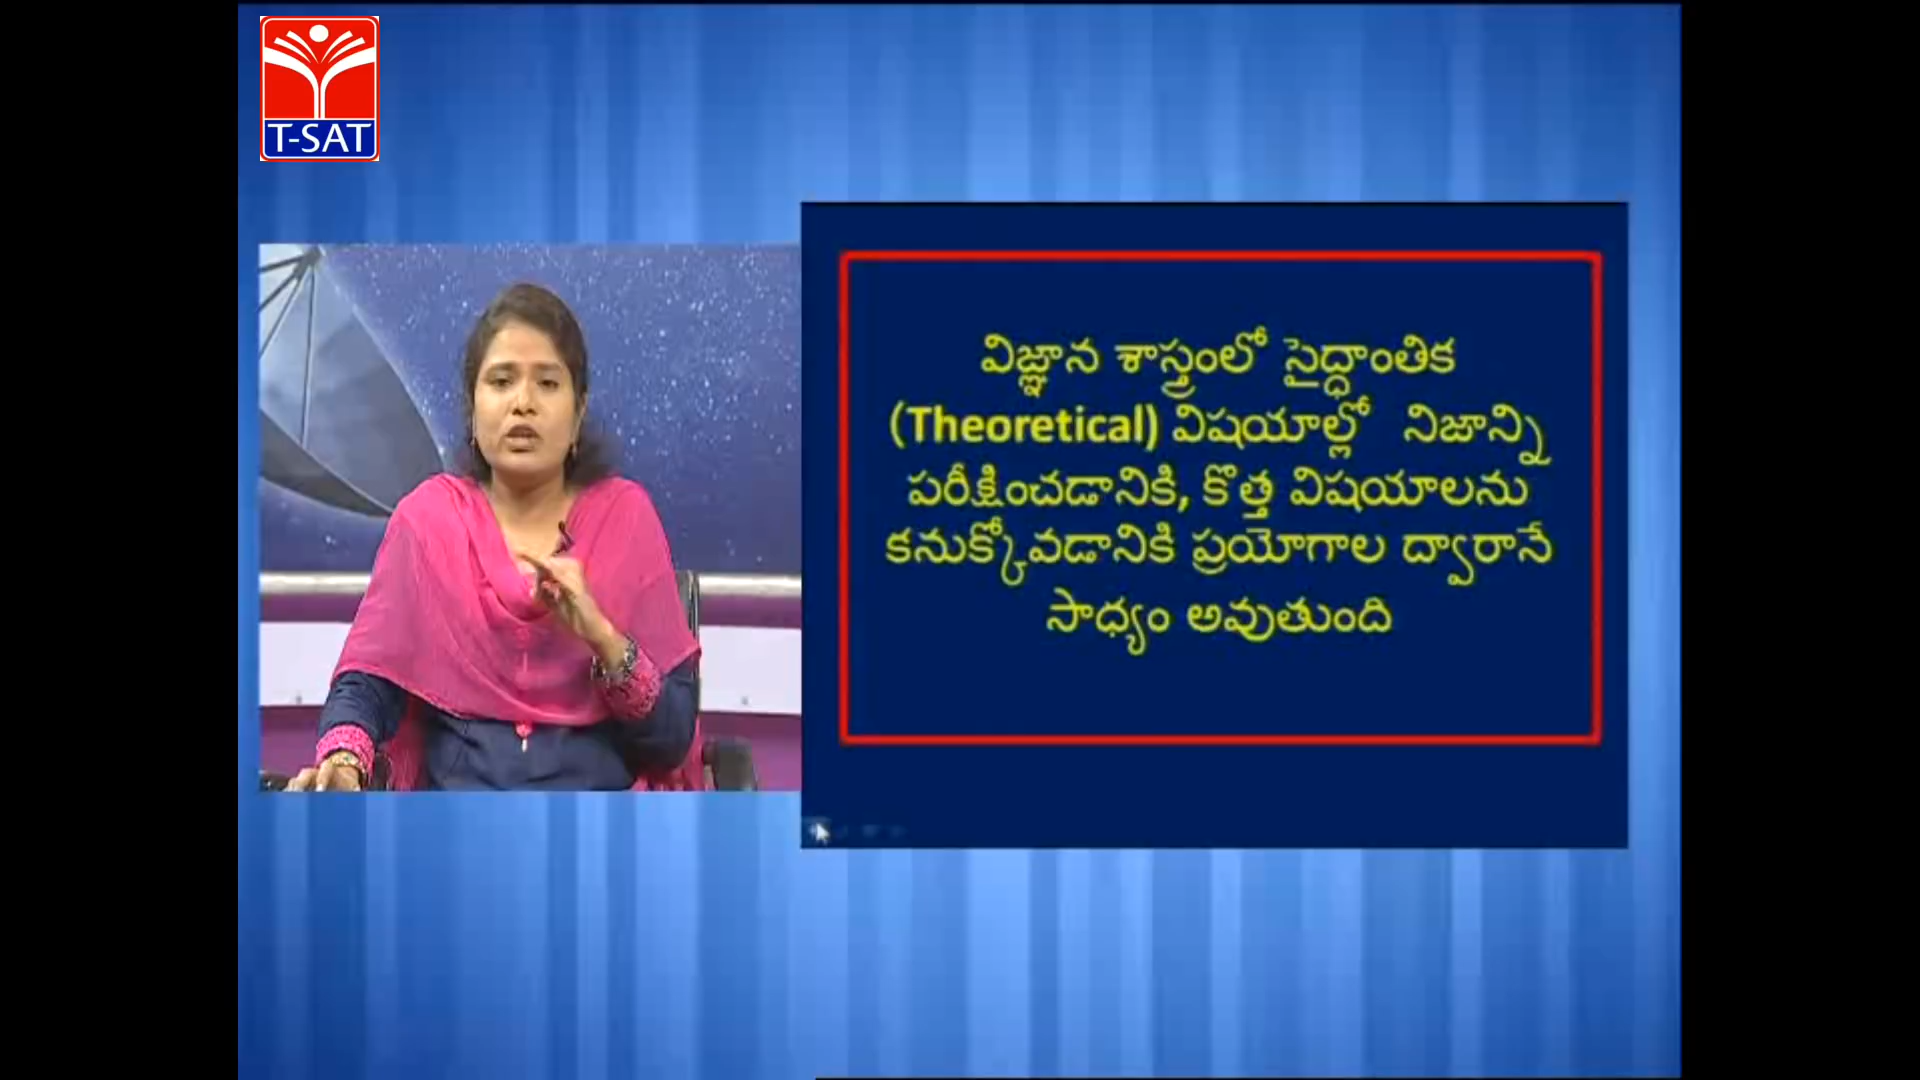 T-SAT
విజ్ఞాన శాస్త్రంలో సైద్ధాంతిక
(Theoretical) విషయాల్లో నిజాన్ని
పరీక్షించడానికి, కొత్త విషయాలను
కనుక్కోవడానికి ప్రయోగాల ద్వారానే
సాధ్యం అవుతుంది